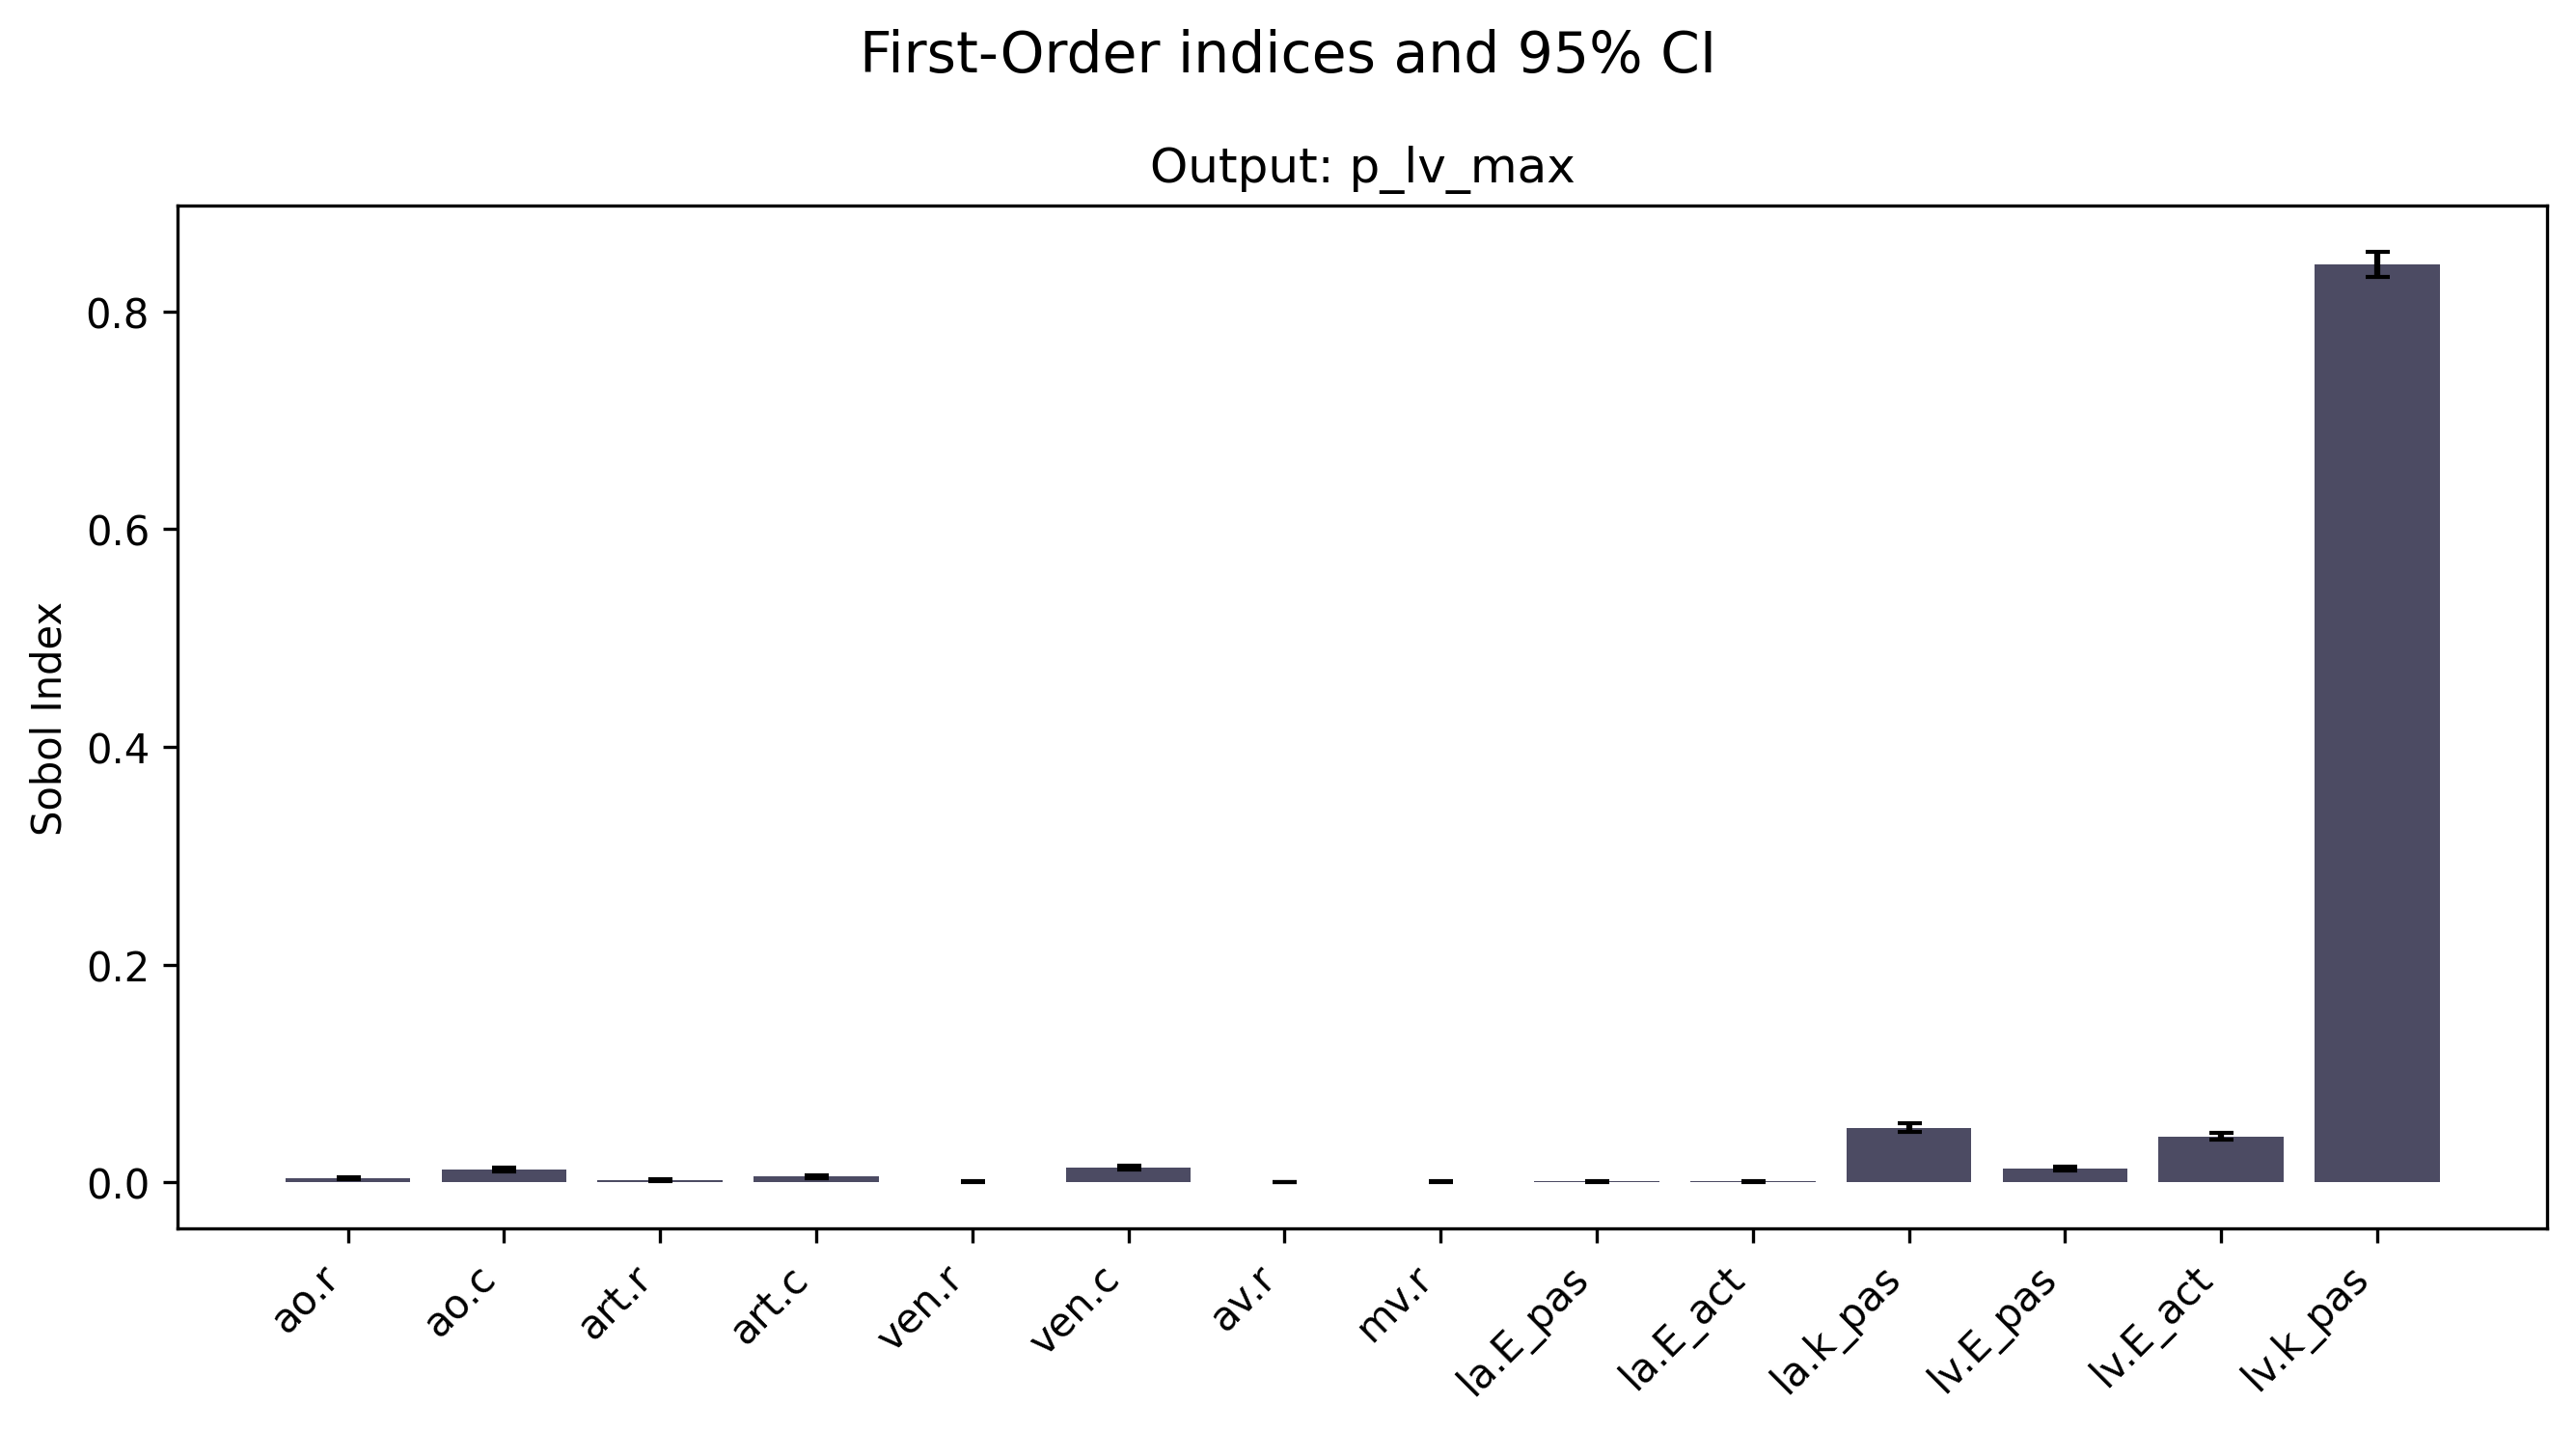 First-Order indices and 95% CI
Output: p_lv_max
Sobol Index
0.8
0.6
0.4
0.2
0.0
ao.r
ao.c
art.r
art.c
ven.r
ven.c
av.r
mv.r
la.E_pas
la.E_act
la.k_pas
lv.E_pas
lv.E_act
lv.k_pas